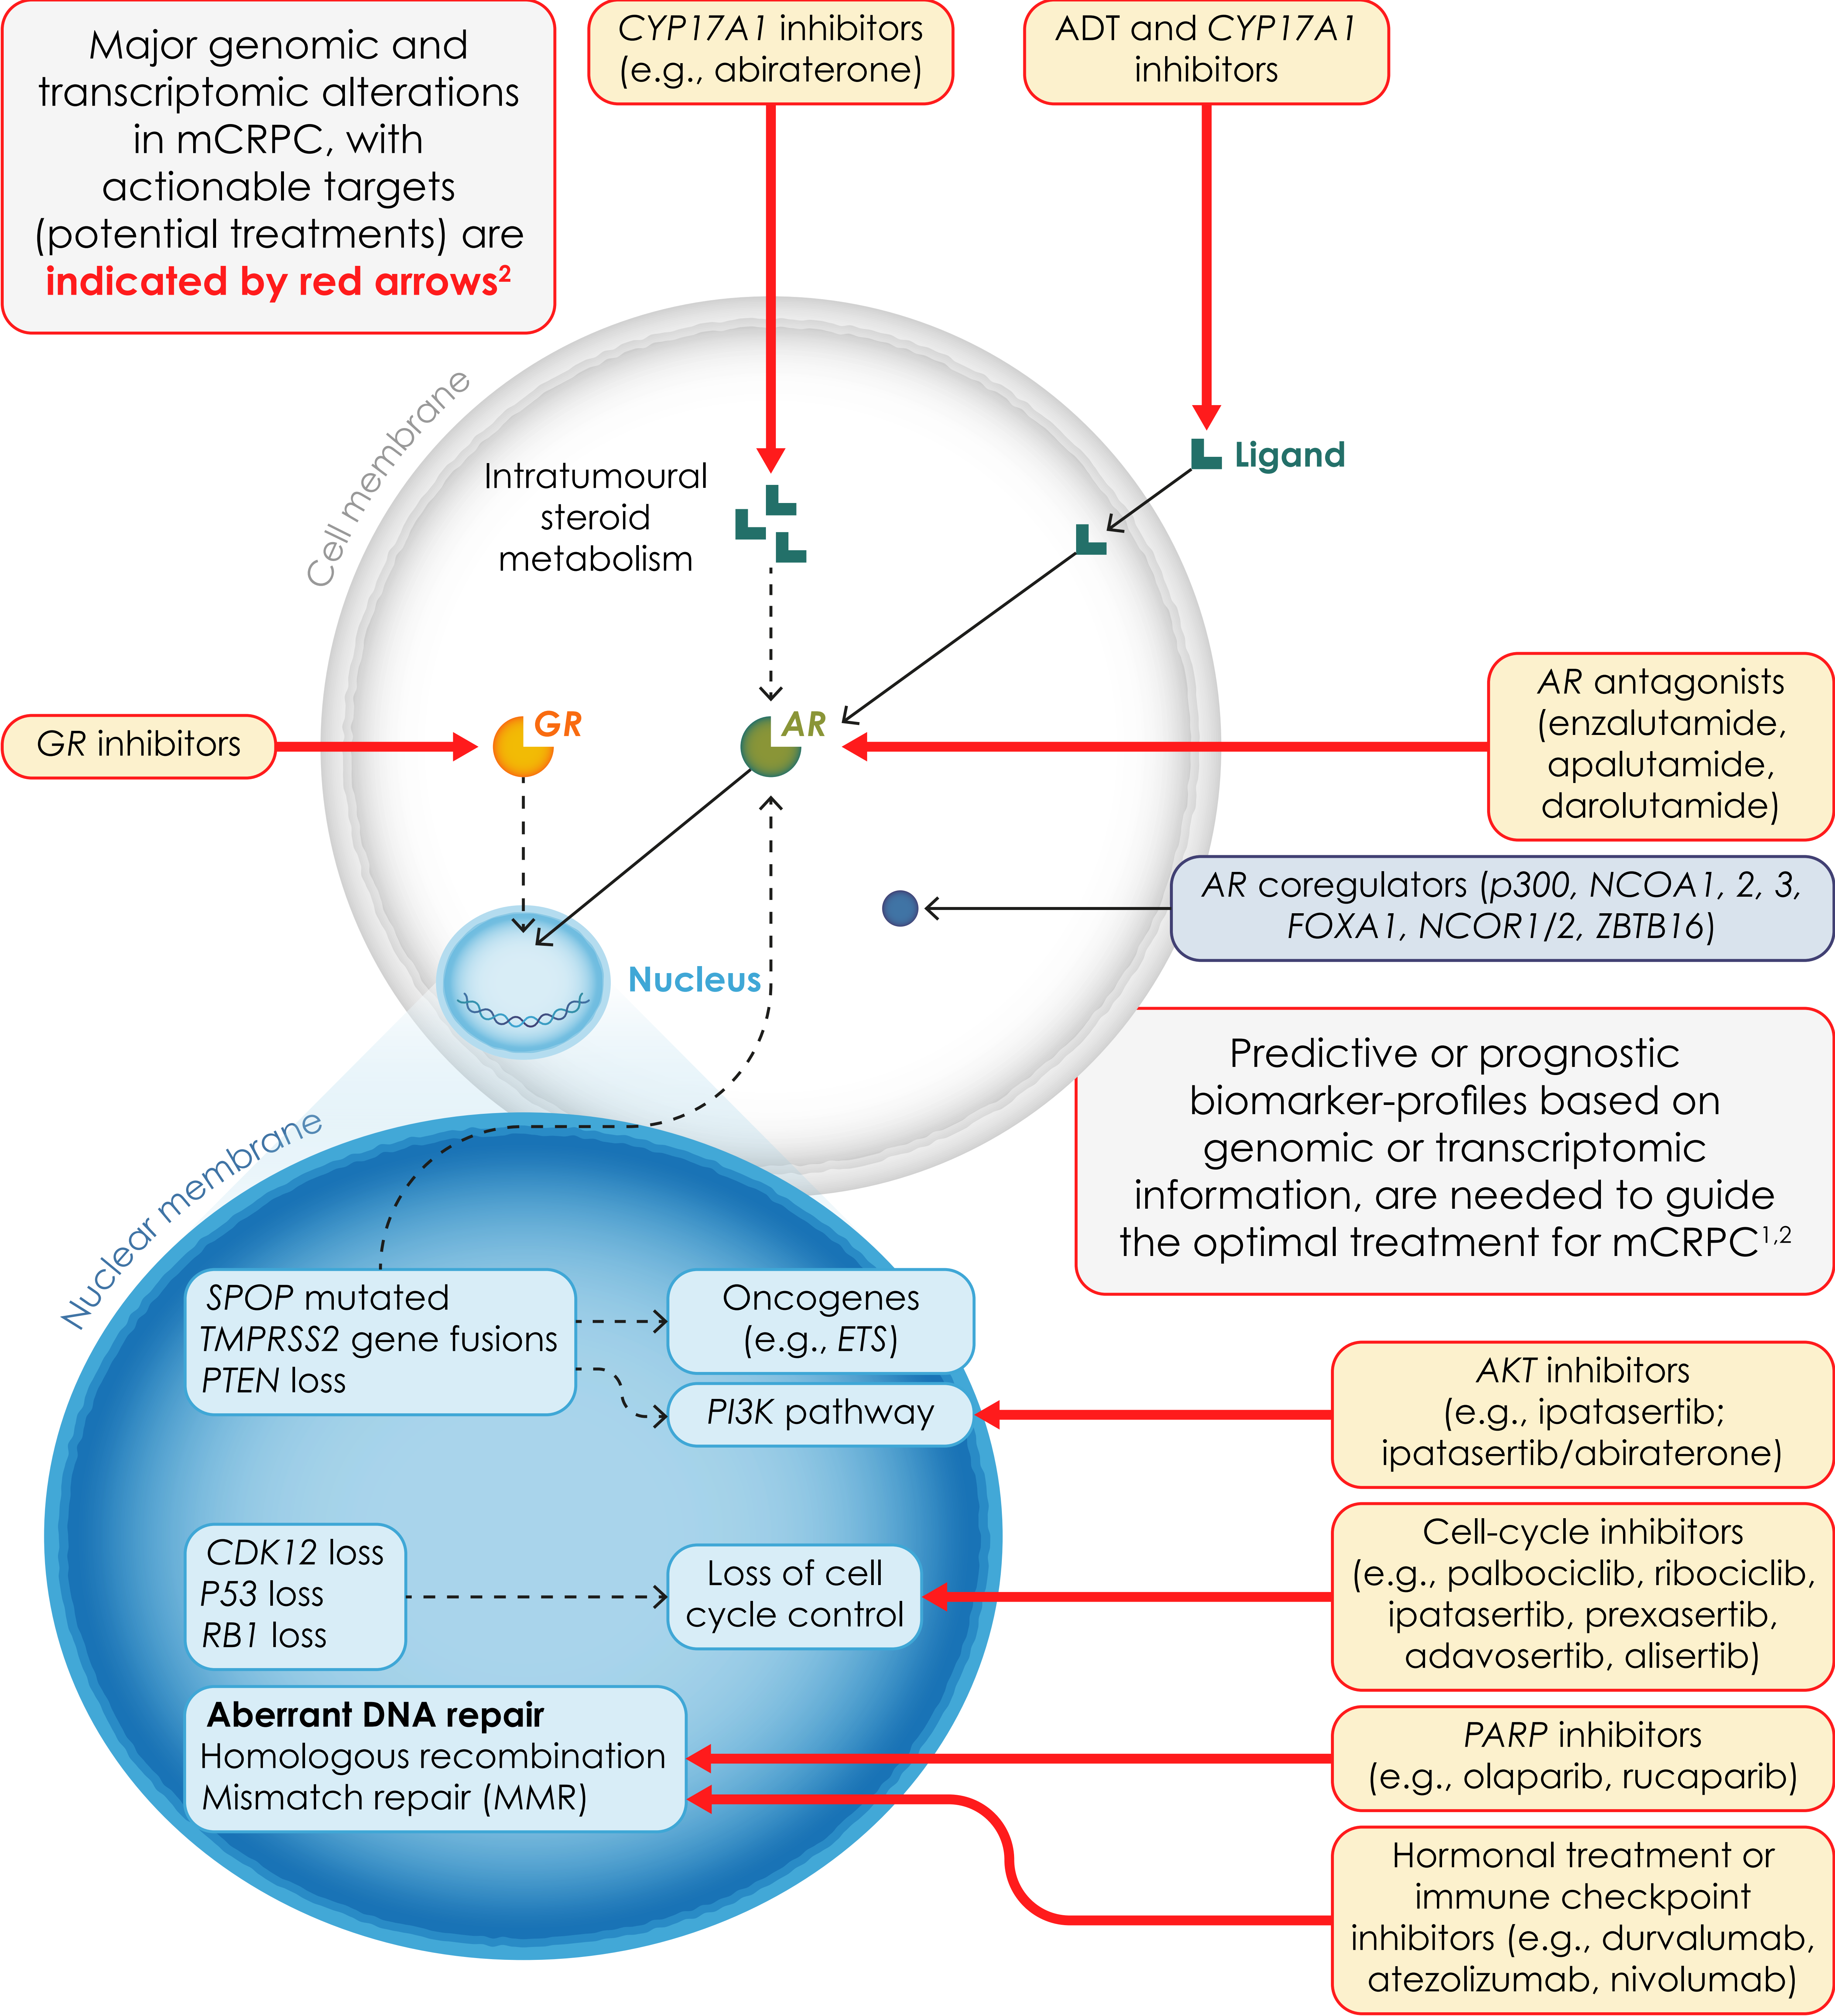 Major genomic and
transcriptomic alterations
in mCRPC, with
actionable targets
(potential treatments) are
indicated by red arrows²
CYP17A1 inhibitors
(e.g., abiraterone)
ADT and CYP17A1
inhibitors
Cell membrane
Intratumoural
steroid
metabolism
Ligand
GR inhibitors
GR
AR
AR antagonists
(enzalutamide,
apalutamide,
darolutamide)
AR coregulators (p300, NCOA1, 2, 3,
FOXA1, NCOR1/2, ZBTB16)
Nucleus
Predictive or prognostic
biomarker-profiles based on
genomic or transcriptomic
information, are needed to guide
the optimal treatment for mCRPC¹,²
Nuclear membrane
SPOP mutated
TMPRSS2 gene fusions
PTEN loss
Oncogenes
(e.g., ETS)
PI3K pathway
AKT inhibitors
(e.g., ipatasertib;
ipatasertib/abiraterone)
CDK12 loss
P53 loss
RB1 loss
Loss of cell
cycle control
Cell-cycle inhibitors
(e.g., palbociclib, ribociclib,
ipatasertib, prexasertib,
adavosertib, alisertib)
Aberrant DNA repair
Homologous recombination
Mismatch repair (MMR)
PARP inhibitors
(e.g., olaparib, rucaparib)
Hormonal treatment or
immune checkpoint
inhibitors (e.g., durvalumab,
atezolizumab, nivolumab)